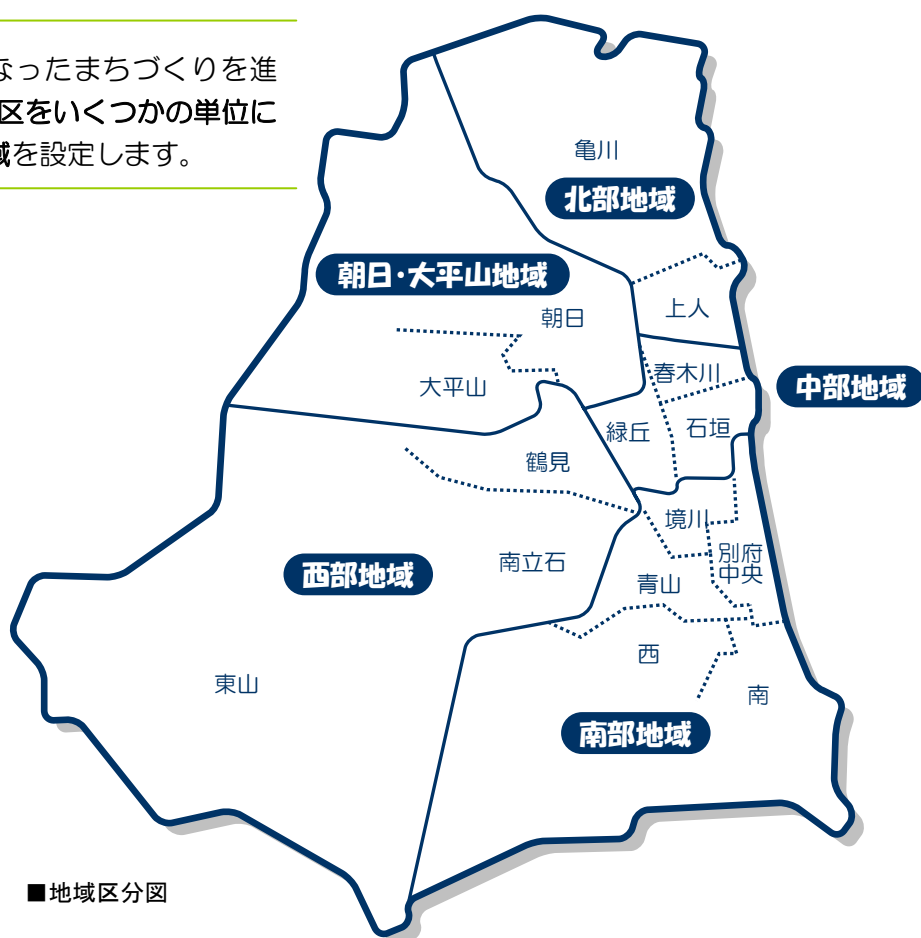 なったまちづくりを進
区をいくつかの単位に
域を設定します。
亀川
北部地域
朝日・大平山地域
上人
朝日
春木川
大平山
中部地域
緑丘
石垣
鶴見
境川
南立石
別府
中央
西部地域
青山
西
東山
南
南部地域
■地域区分図